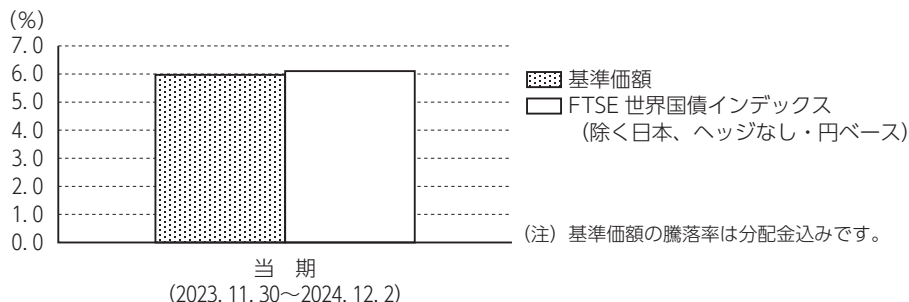 (%)
7.0
6.0
5.0
4.0
3.0
2.0
1.0
0.0
基準価額
FTSE 世界国債インデックス
（除く日本、ヘッジなし・円ベース）
（注）基準価額の騰落率は分配金込みです。
当　期
(2023. 11. 30～2024. 12. 2)